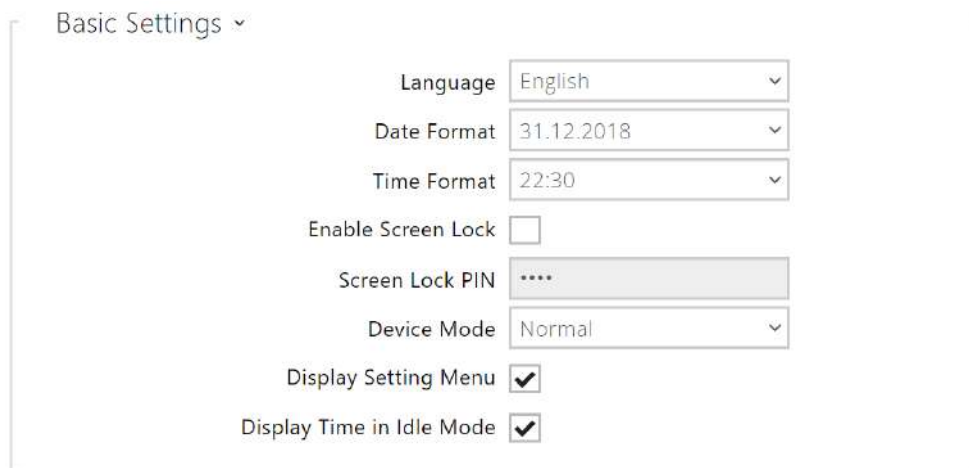 Basic Settings
Language English
Date Format 31.12.2018
Time Format 22:30
Enable Screen Lock
Screen Lock PIN ••••
Device Mode Normal
Display Setting Menu
Display Time in Idle Mode